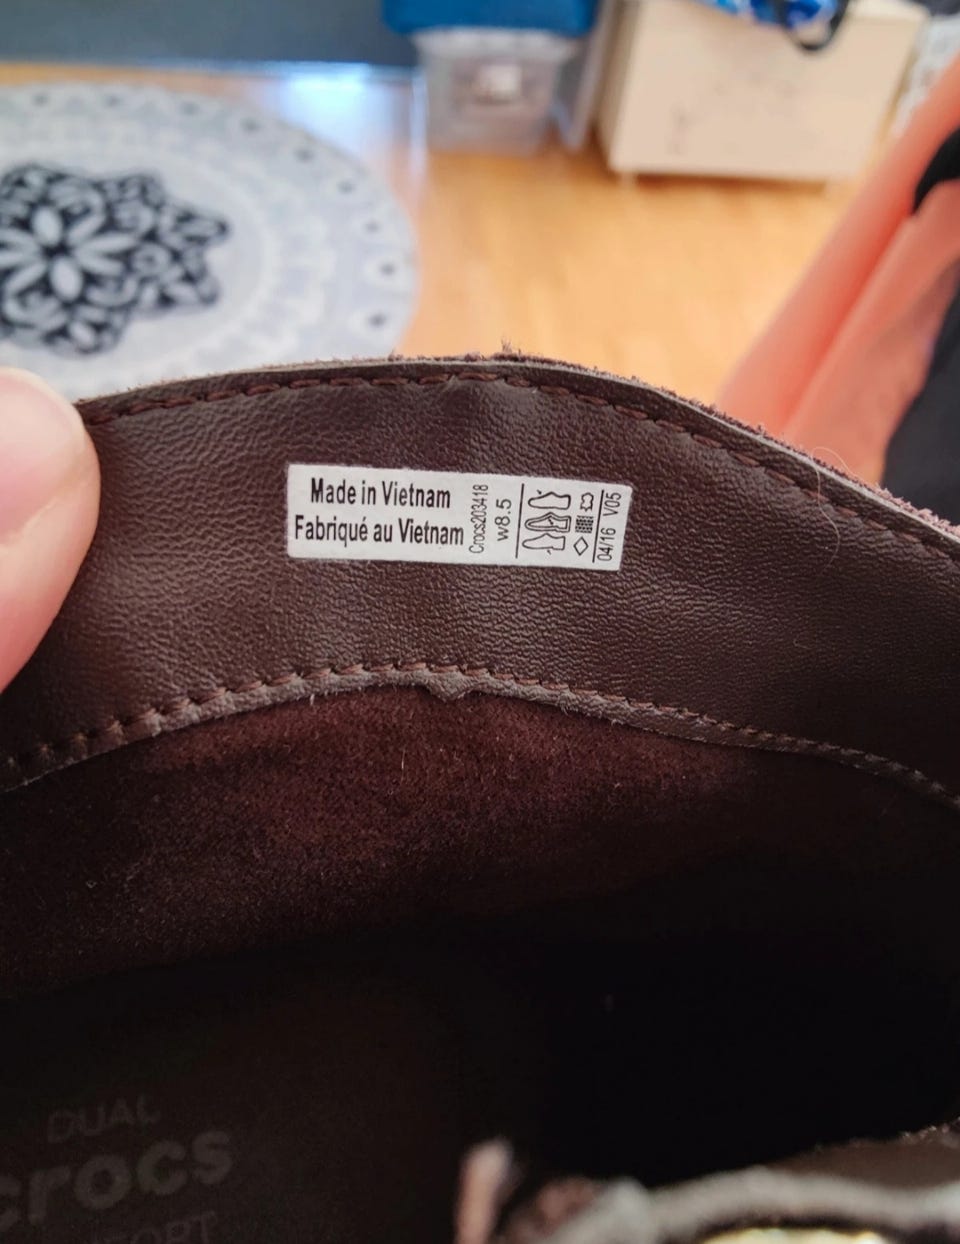 Made in Vietnam
Fabriqué au Vietnam
Crocs203418
w8.5
04/16 V05
DUAL
crocs